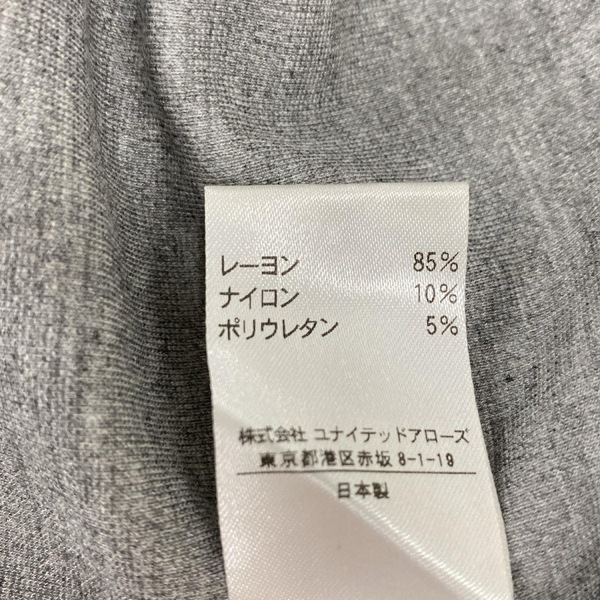 レーヨン 85%
ナイロン 10%
ポリウレタン 5%
株式会社 ユナイテッドアローズ
東京都港区赤坂 8-1-19
日本製